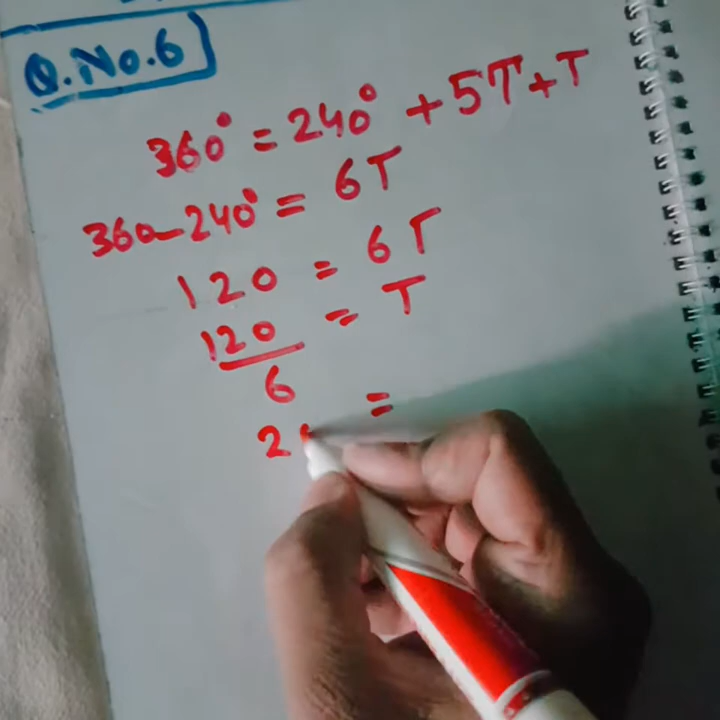 Q.No.6
360° = 240° + 5T + T
360-240° = 6T
120 = 6T
120/6 = T
2 =